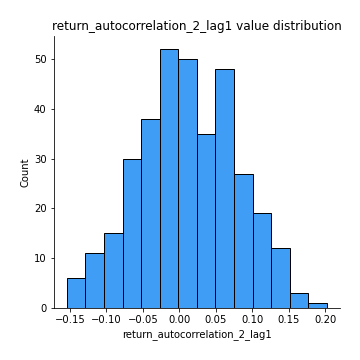 return_autocorrelation_2_lag1 value distribution
50
40
30
20
10
0
Count
−0.15 −0.10 −0.05 0.00 0.05 0.10 0.15 0.20
return_autocorrelation_2_lag1